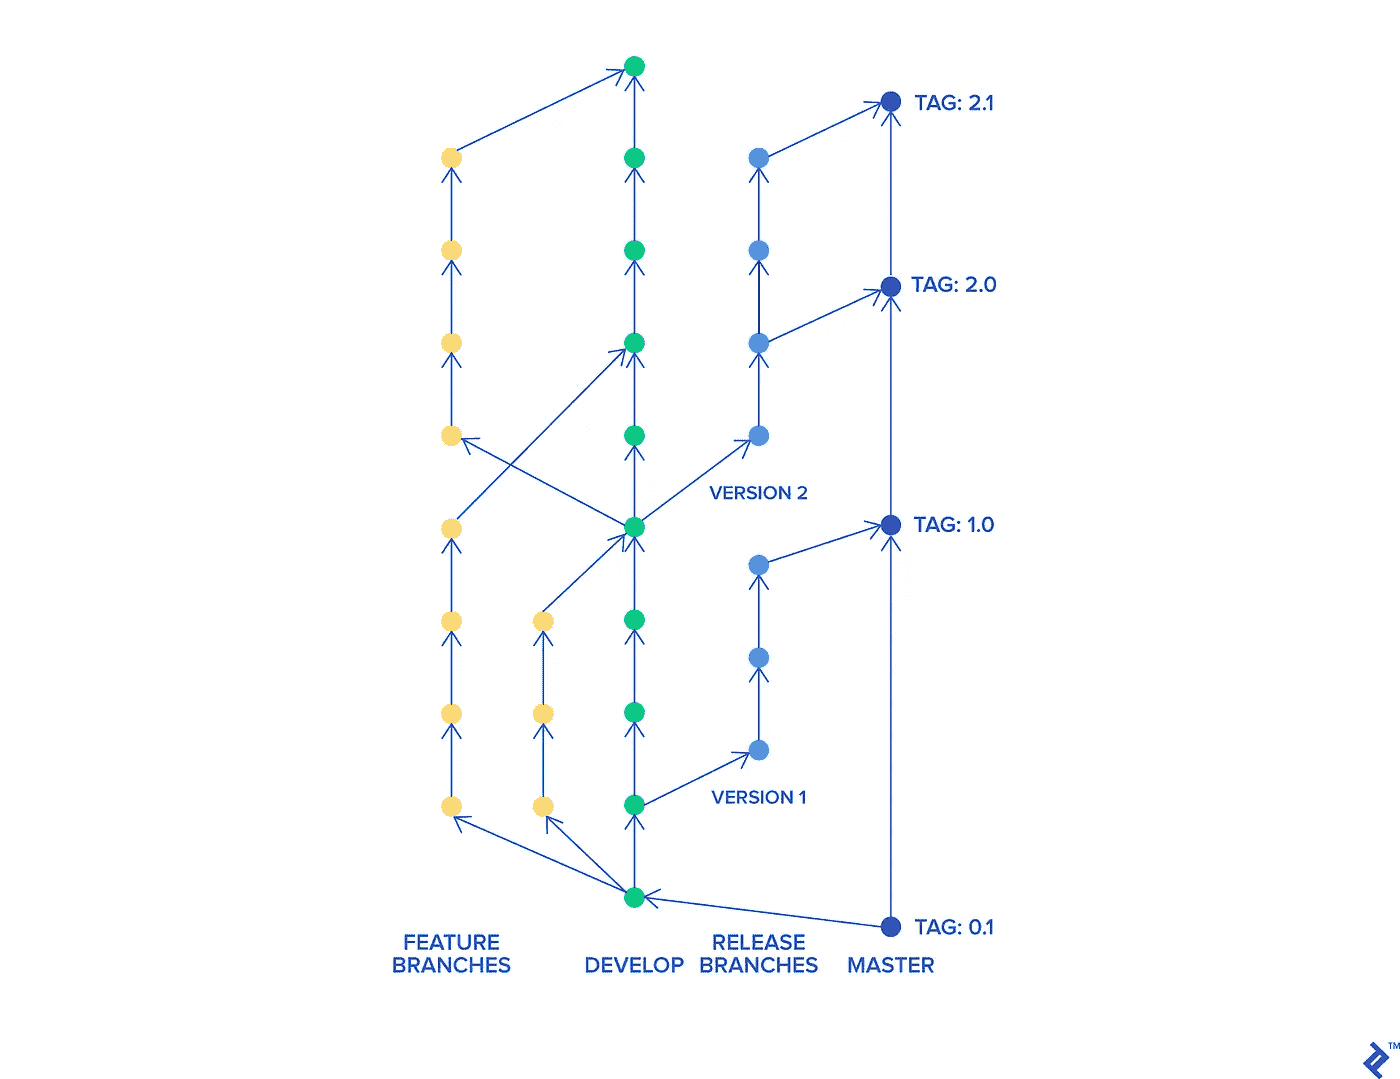 TAG: 2.1
TAG: 2.0
VERSION 2
TAG: 1.0
VERSION 1
TAG: 0.1
FEATURE
BRANCHES
DEVELOP
RELEASE
BRANCHES
MASTER
TM